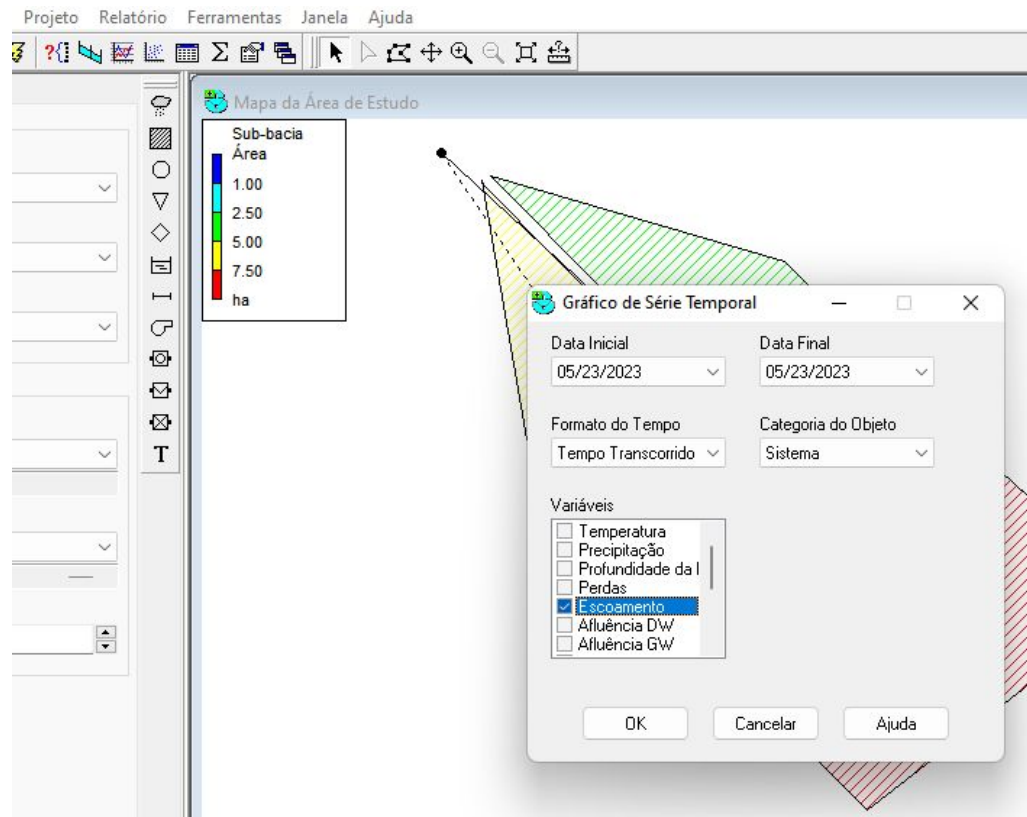 Projeto Relatório Ferramentas Janela Ajuda
Mapa da Área de Estudo
Sub-bacia
Área
1.00
2.50
5.00
7.50
ha
T
Gráfico de Série Temporal
Data Inicial Data Final
05/23/2023 05/23/2023
Formato do Tempo Categoria do Objeto
Tempo Transcorrido Sistema
Variáveis
Temperatura
Precipitação
Profundidade da
Perdas
Escoamento
Afluência DW
Afluência GW
OK Cancelar Ajuda